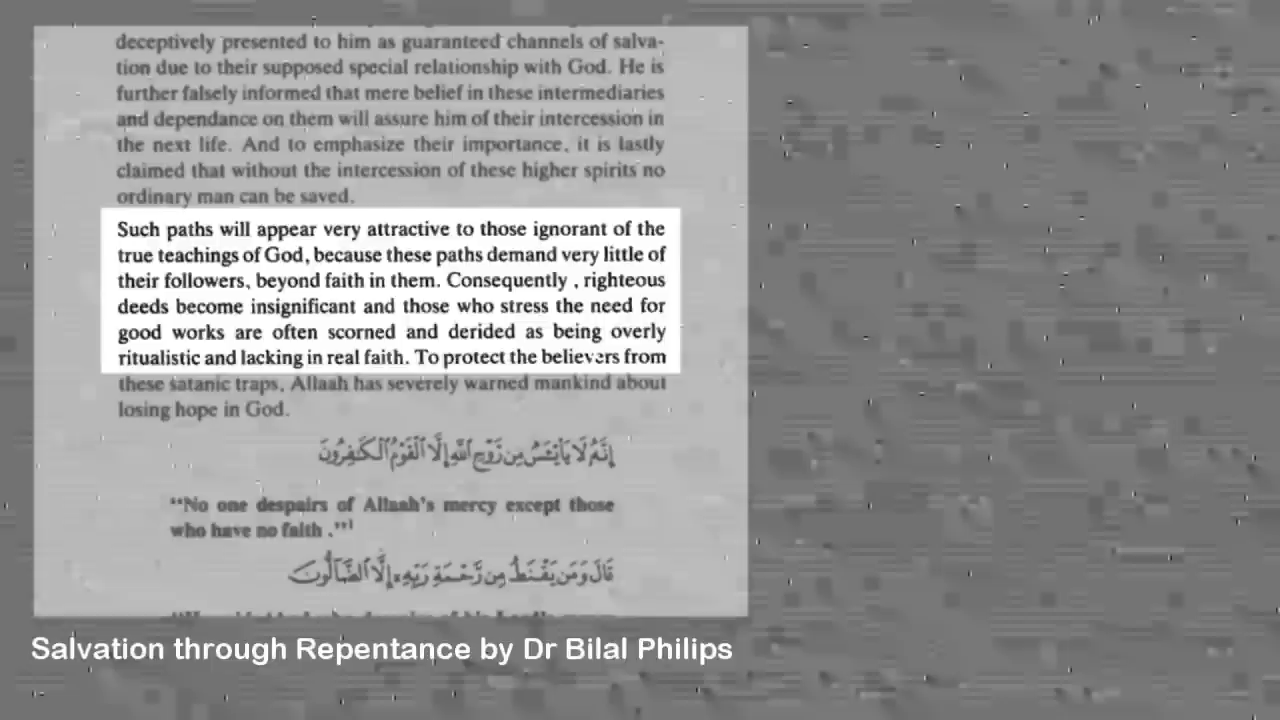 deceptively presented to him as guaranteed channels of salva-
tion due to their supposed special relationship with God. He is
further falsely informed that mere belief in these intermediaries
and dependance on them will assure him of their intercession in
the next life. And to emphasize their importance, it is lastly
claimed that without the intercession of these higher spirits no
ordinary man can be saved.
Such paths will appear very attractive to those ignorant of the
true teachings of God, because these paths demand very little of
their followers, beyond faith in them. Consequently , righteous
deeds become insignificant and those who stress the need for
good works are often scorned and derided as being overly
ritualistic and lacking in real faith. To protect the believers from
these satanic traps, Allaah has severely warned mankind about
losing hope in God.
إِنَّهُ لَا يَاْيْـَٔسُ مِن رَّوْحِ ٱللَّهِ إِلَّا ٱلْقَوْمُ ٱلْكَـٰفِرُونَ
"No one despairs of Allaah's mercy except those
who have no faith ."1
قَالَ وَمَن يَقْنَطُ مِن رَّحْمَةِ رَبِّهِۦٓ إِلَّا ٱلضَّآلُّونَ
Salvation through Repentance by Dr Bilal Philips